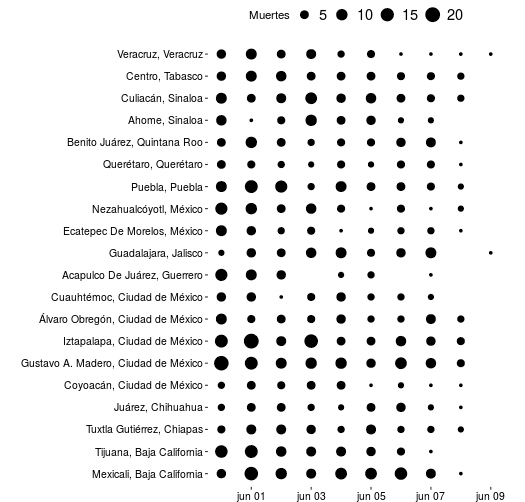 Muertes 5 10 15 20
Veracruz, Veracruz
Centro, Tabasco
Culiacán, Sinaloa
Ahome, Sinaloa
Benito Juárez, Quintana Roo
Querétaro, Querétaro
Puebla, Puebla
Nezahualcóyotl, México
Ecatepec De Morelos, México
Guadalajara, Jalisco
Acapulco De Juárez, Guerrero
Cuauhtémoc, Ciudad de México
Álvaro Obregón, Ciudad de México
Iztapalapa, Ciudad de México
Gustavo A. Madero, Ciudad de México
Coyoacán, Ciudad de México
Juárez, Chihuahua
Tuxtla Gutiérrez, Chiapas
Tijuana, Baja California
Mexicali, Baja California
jun 01 jun 03 jun 05 jun 07 jun 09